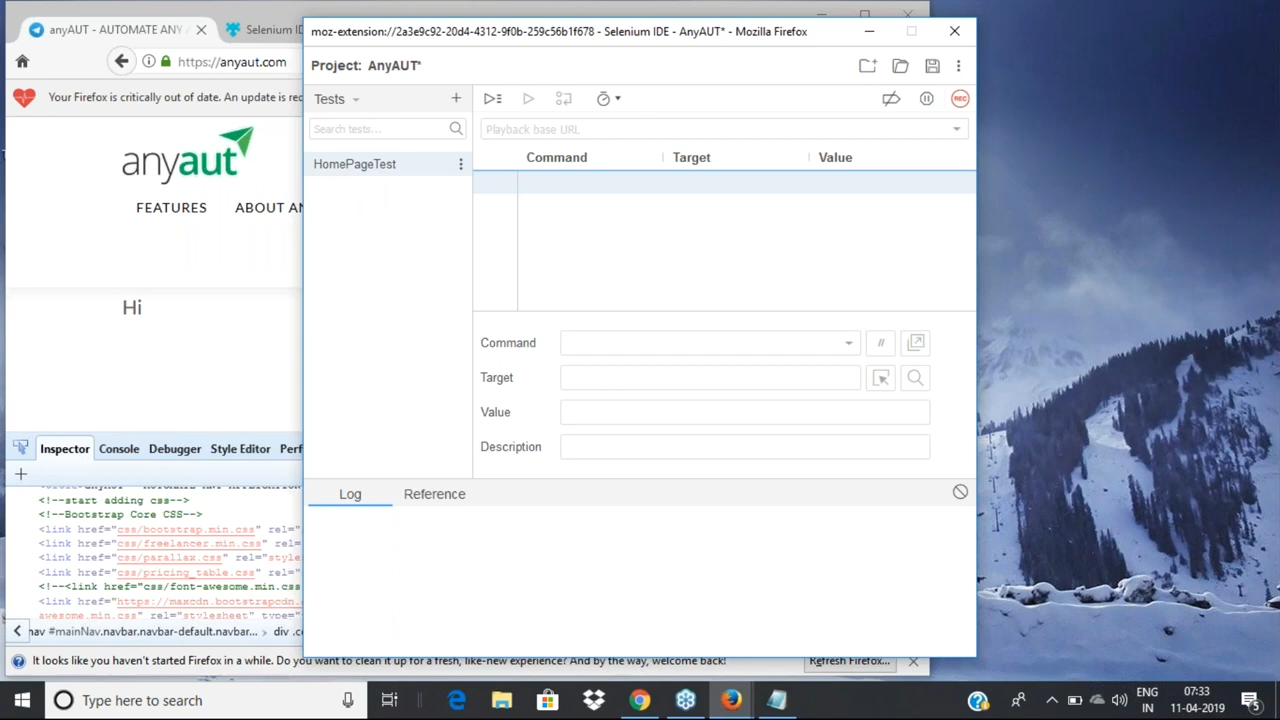 anyAUT - AUTOMATE ANY
Selenium ID
https://anyaut.com
Your Firefox is critically out of date. An update is req
anyaut
FEATURES
ABOUT AN
Hi
Inspector
Console
Debugger
Style Editor
Perf
<!--start adding css-->
<!--Bootstrap Core CSS-->
<link href="css/bootstrap.min.css" rel="
<link href="css/freelancer.min.css" rel=
<link href="css/parallax.css" rel="style
<link href="css/pricing_table.css" rel="
<!--<link href="css/font-awesome.min.css
<link href="https://maxcdn.bootstrapcdn.
awesome.min.css" rel="stylesheet" type="
nav #mainNav.navbar.navbar-default.navbar...
div .c
It looks like you haven't started Firefox in a while. Do you want to clean it up for a fresh, like-new experience? And by the way, welcome back!
Refresh Firefox...
moz-extension://2a3e9c92-20d4-4312-9f0b-259c56b1f678 - Selenium IDE - AnyAUT* - Mozilla Firefox
Project: AnyAUT*
Tests
Search tests...
HomePageTest
REC
Playback base URL
Command
Target
Value
Command
//
Target
Value
Description
Log
Reference
Type here to search
ENG
IN
07:33
11-04-2019
5